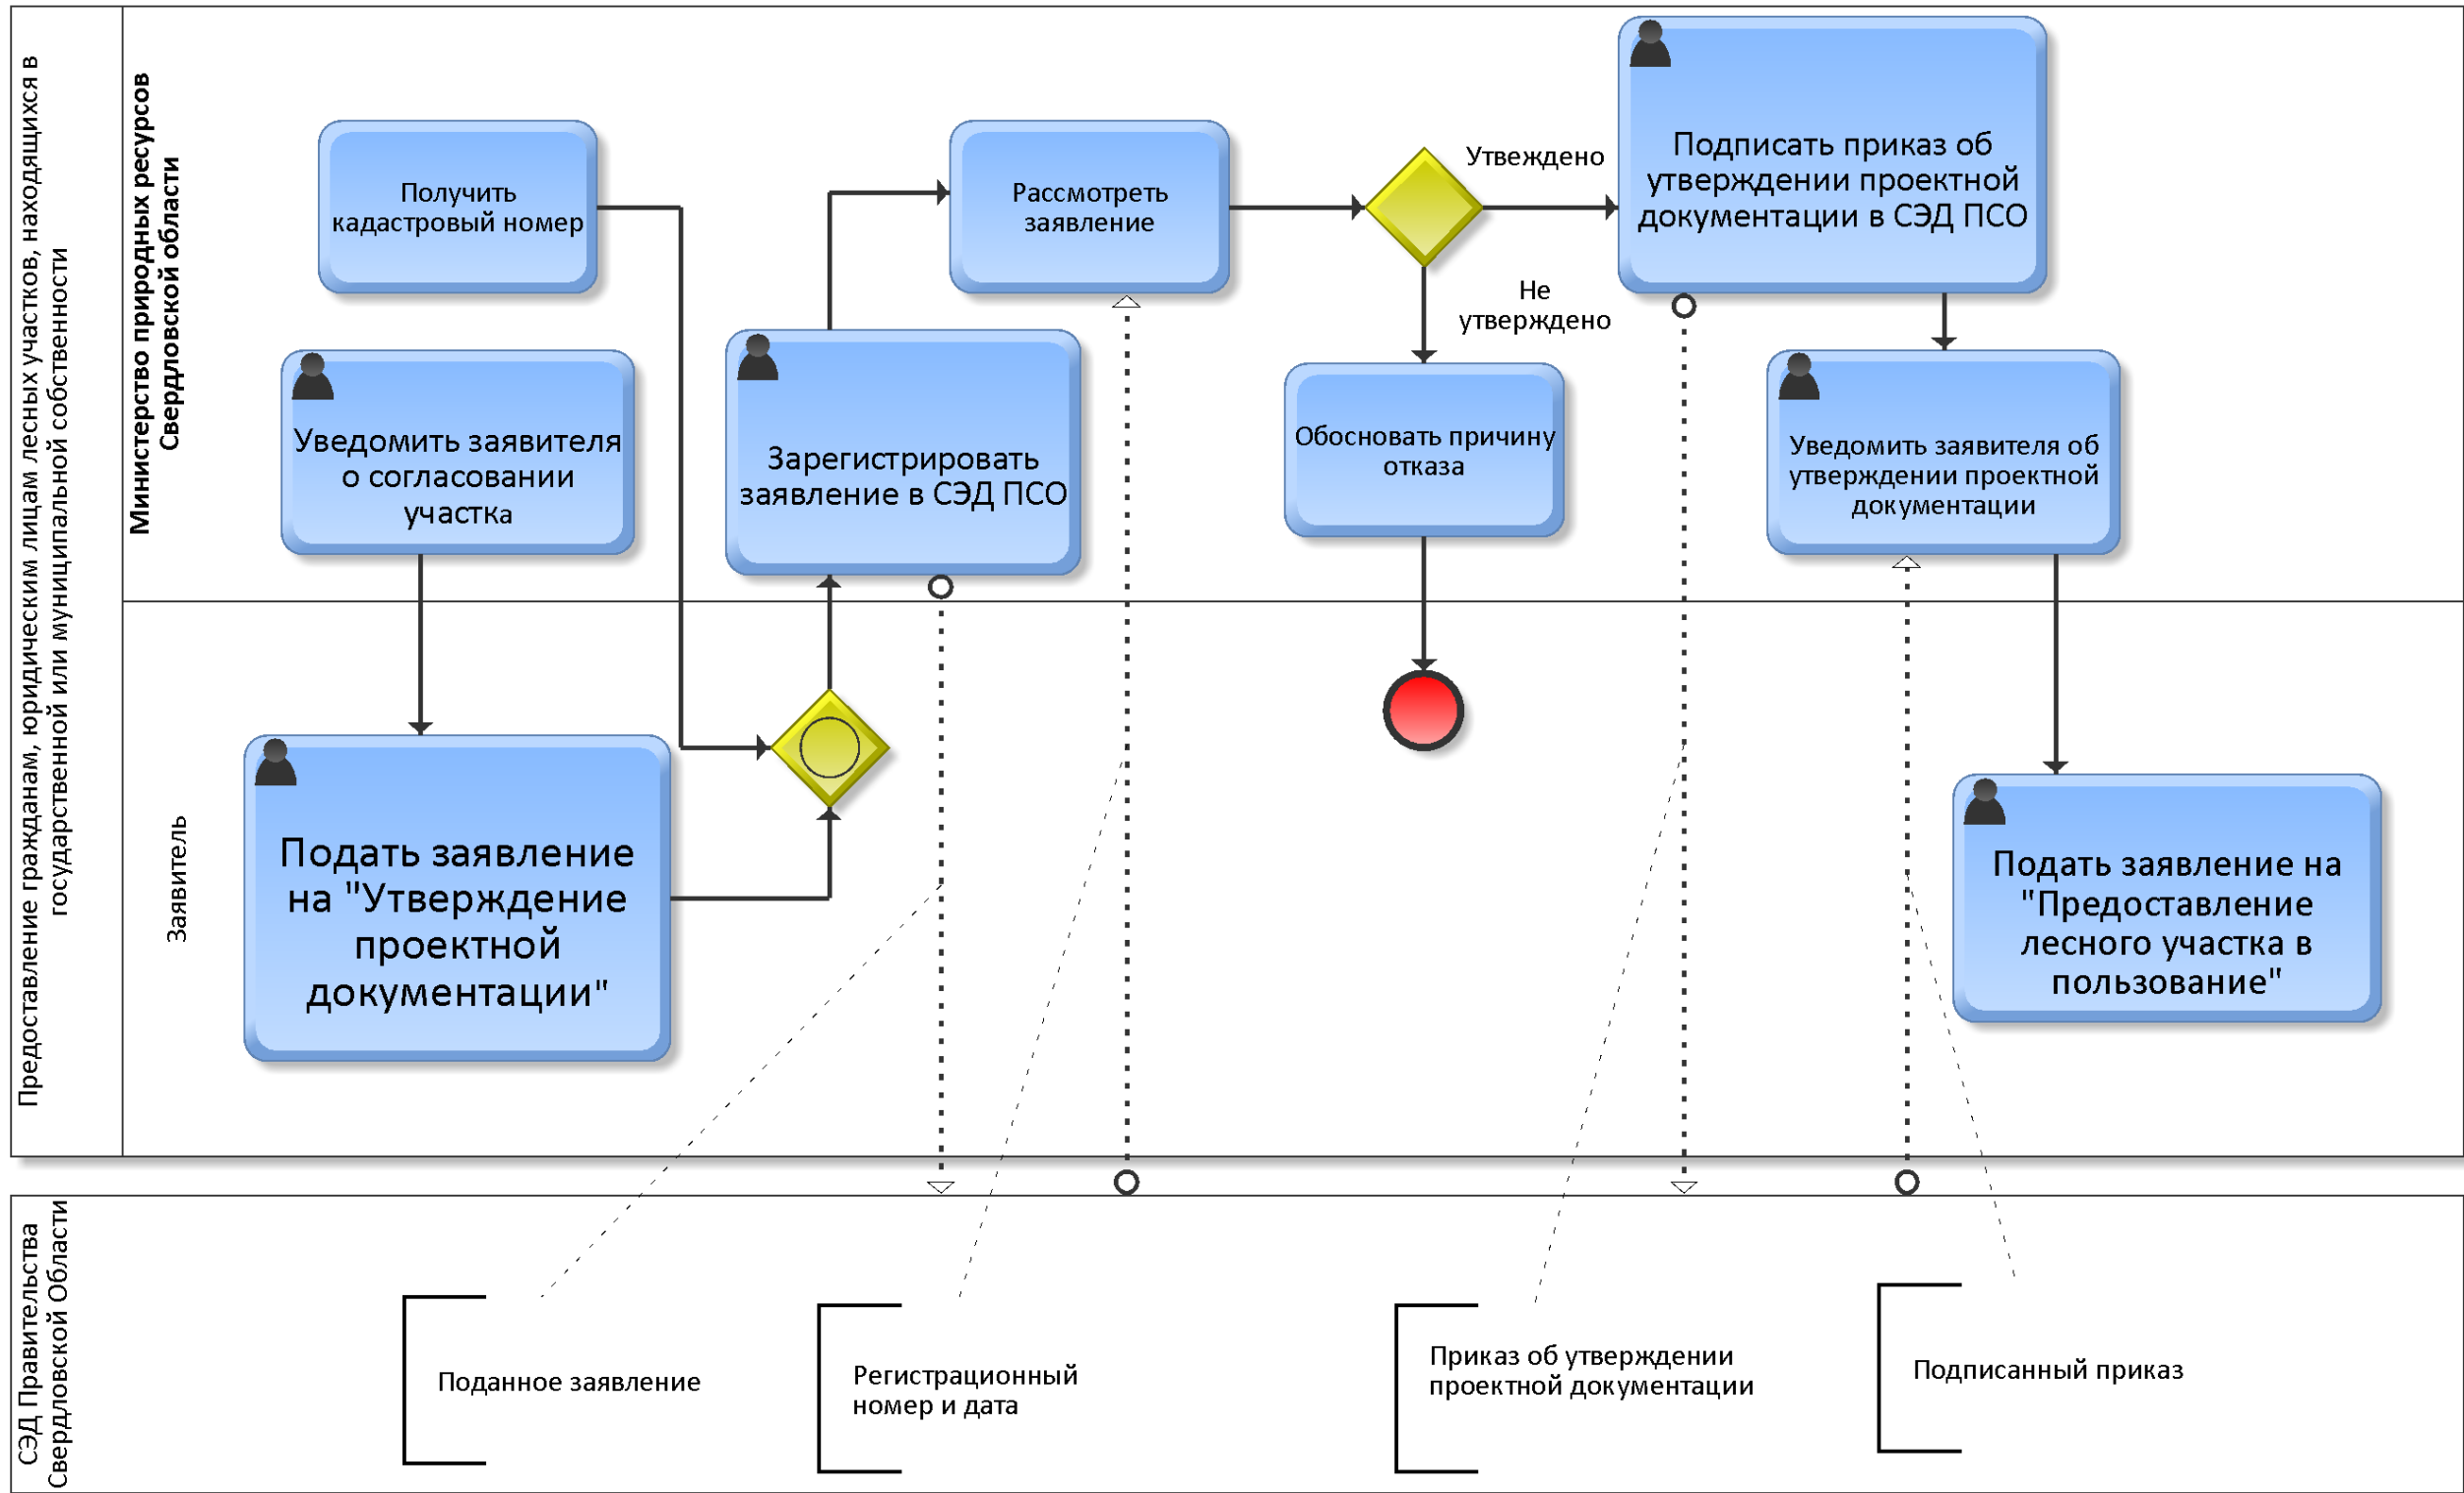 Предоставление гражданам, юридическим лицам лесных участков, находящихся в
государственной или муниципальной собственности
Министерство природных ресурсов
Свердловской области
Получить
кадастровый номер
Уведомить заявителя
о согласовании
участка
Зарегистрировать
заявление в СЭД ПСО
Рассмотреть
заявление
Утвеждено
Не
утверждено
Обосновать причину
отказа
Подписать приказ об
утверждении проектной
документации в СЭД ПСО
Уведомить заявителя об
утверждении проектной
документации
Заявитель
Подать заявление
на "Утверждение
проектной
документации"
Подать заявление на
"Предоставление
лесного участка в
пользование"
СЭД Правительства
Свердловской Области
Поданное заявление
Регистрационный
номер и дата
Приказ об утверждении
проектной документации
Подписанный приказ